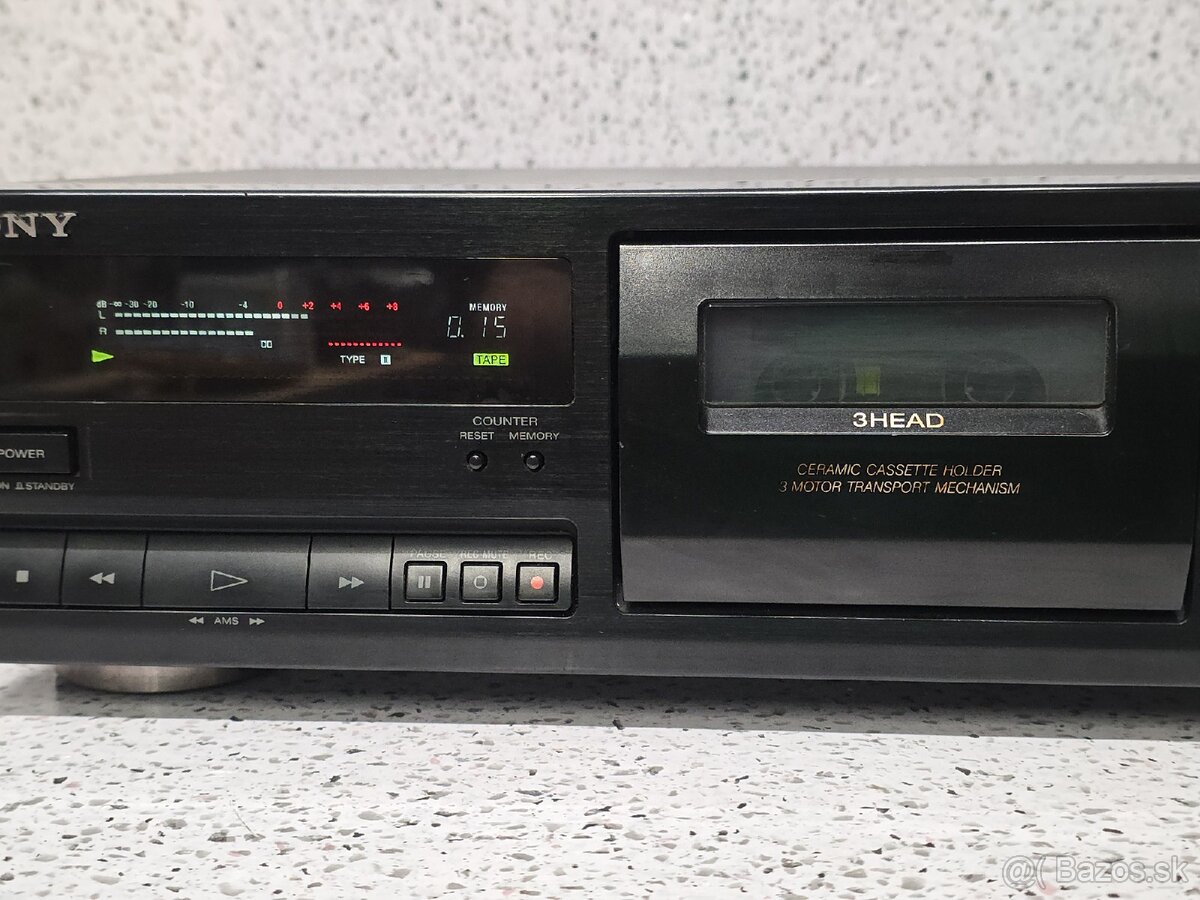 ONY
dB -∞ -30 -20 -10 -4 0 +2 +4 +6 +8
L
R
MEMORY
0.15
TYPE II
TAPE
COUNTER
RESET MEMORY
POWER
STANDBY
3HEAD
CERAMIC CASSETTE HOLDER
3 MOTOR TRANSPORT MECHANISM
PAUSE REC MUTE REC
AMS
@( Bazos.sk